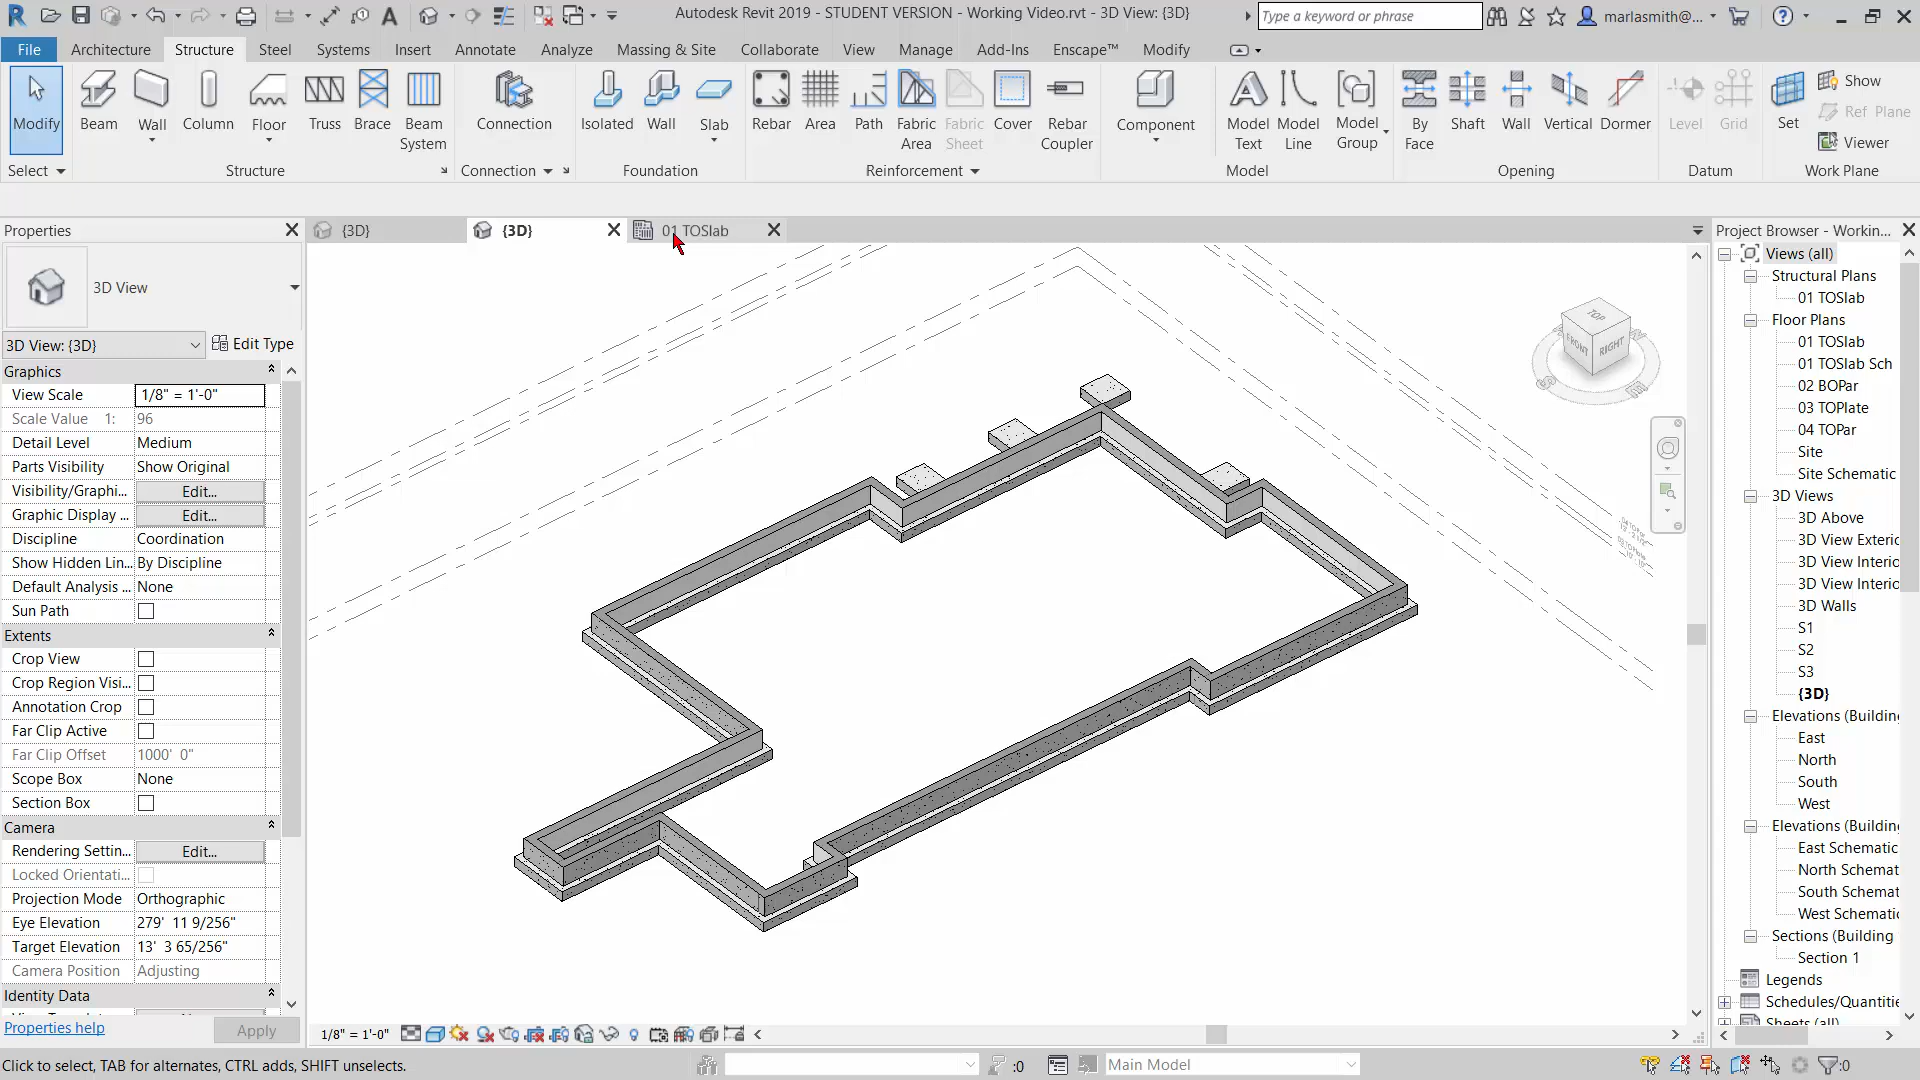 Autodesk Revit 2019 - STUDENT VERSION - Working Video.rvt - 3D View: {3D}
Type a keyword or phrase
marlasmith@...
File
Architecture
Structure
Steel
Systems
Insert
Annotate
Analyze
Massing & Site
Collaborate
View
Manage
Add-Ins
Enscape™
Modify
Modify
Beam
Wall
Column
Floor
Truss
Brace
Beam
System
Connection
Isolated
Wall
Slab
Rebar
Area
Path
Fabric
Area
Fabric
Sheet
Cover
Rebar
Coupler
Component
Model
Text
Model
Line
Model
Group
By
Face
Shaft
Wall
Vertical
Dormer
Level
Grid
Set
Show
Ref Plane
Viewer
Select
Structure
Connection
Foundation
Reinforcement
Model
Opening
Datum
Work Plane
Properties
{3D}
{3D}
01 TOSlab
Project Browser - Workin...
3D View
3D View: {3D}
Edit Type
Graphics
View Scale 1/8" = 1'-0"
Scale Value 1: 96
Detail Level Medium
Parts Visibility Show Original
Visibility/Graphi... Edit...
Graphic Display ... Edit...
Discipline Coordination
Show Hidden Lin... By Discipline
Default Analysis ... None
Sun Path
Extents
Crop View
Crop Region Visi...
Annotation Crop
Far Clip Active
Far Clip Offset 1000' 0"
Scope Box None
Section Box
Camera
Rendering Settin... Edit...
Locked Orientati...
Projection Mode Orthographic
Eye Elevation 279' 11 9/256"
Target Elevation 13' 3 65/256"
Camera Position Adjusting
Identity Data
Properties help
Apply
TOP
FRONT
RIGHT
S
E
Views (all)
Structural Plans
01 TOSlab
Floor Plans
01 TOSlab
01 TOSlab Sch
02 BOPar
03 TOPlate
04 TOPar
Site
Site Schematic
3D Views
3D Above
3D View Exteric
3D View Interic
3D View Interic
3D Walls
S1
S2
S3
{3D}
Elevations (Building
East
North
South
West
Elevations (Building
East Schematic
North Schemat
South Schemat
West Schematic
Sections (Building
Section 1
Legends
Schedules/Quantitie
Sheets (all)
1/8" = 1'-0"
Click to select, TAB for alternates, CTRL adds, SHIFT unselects.
:0
Main Model
:0